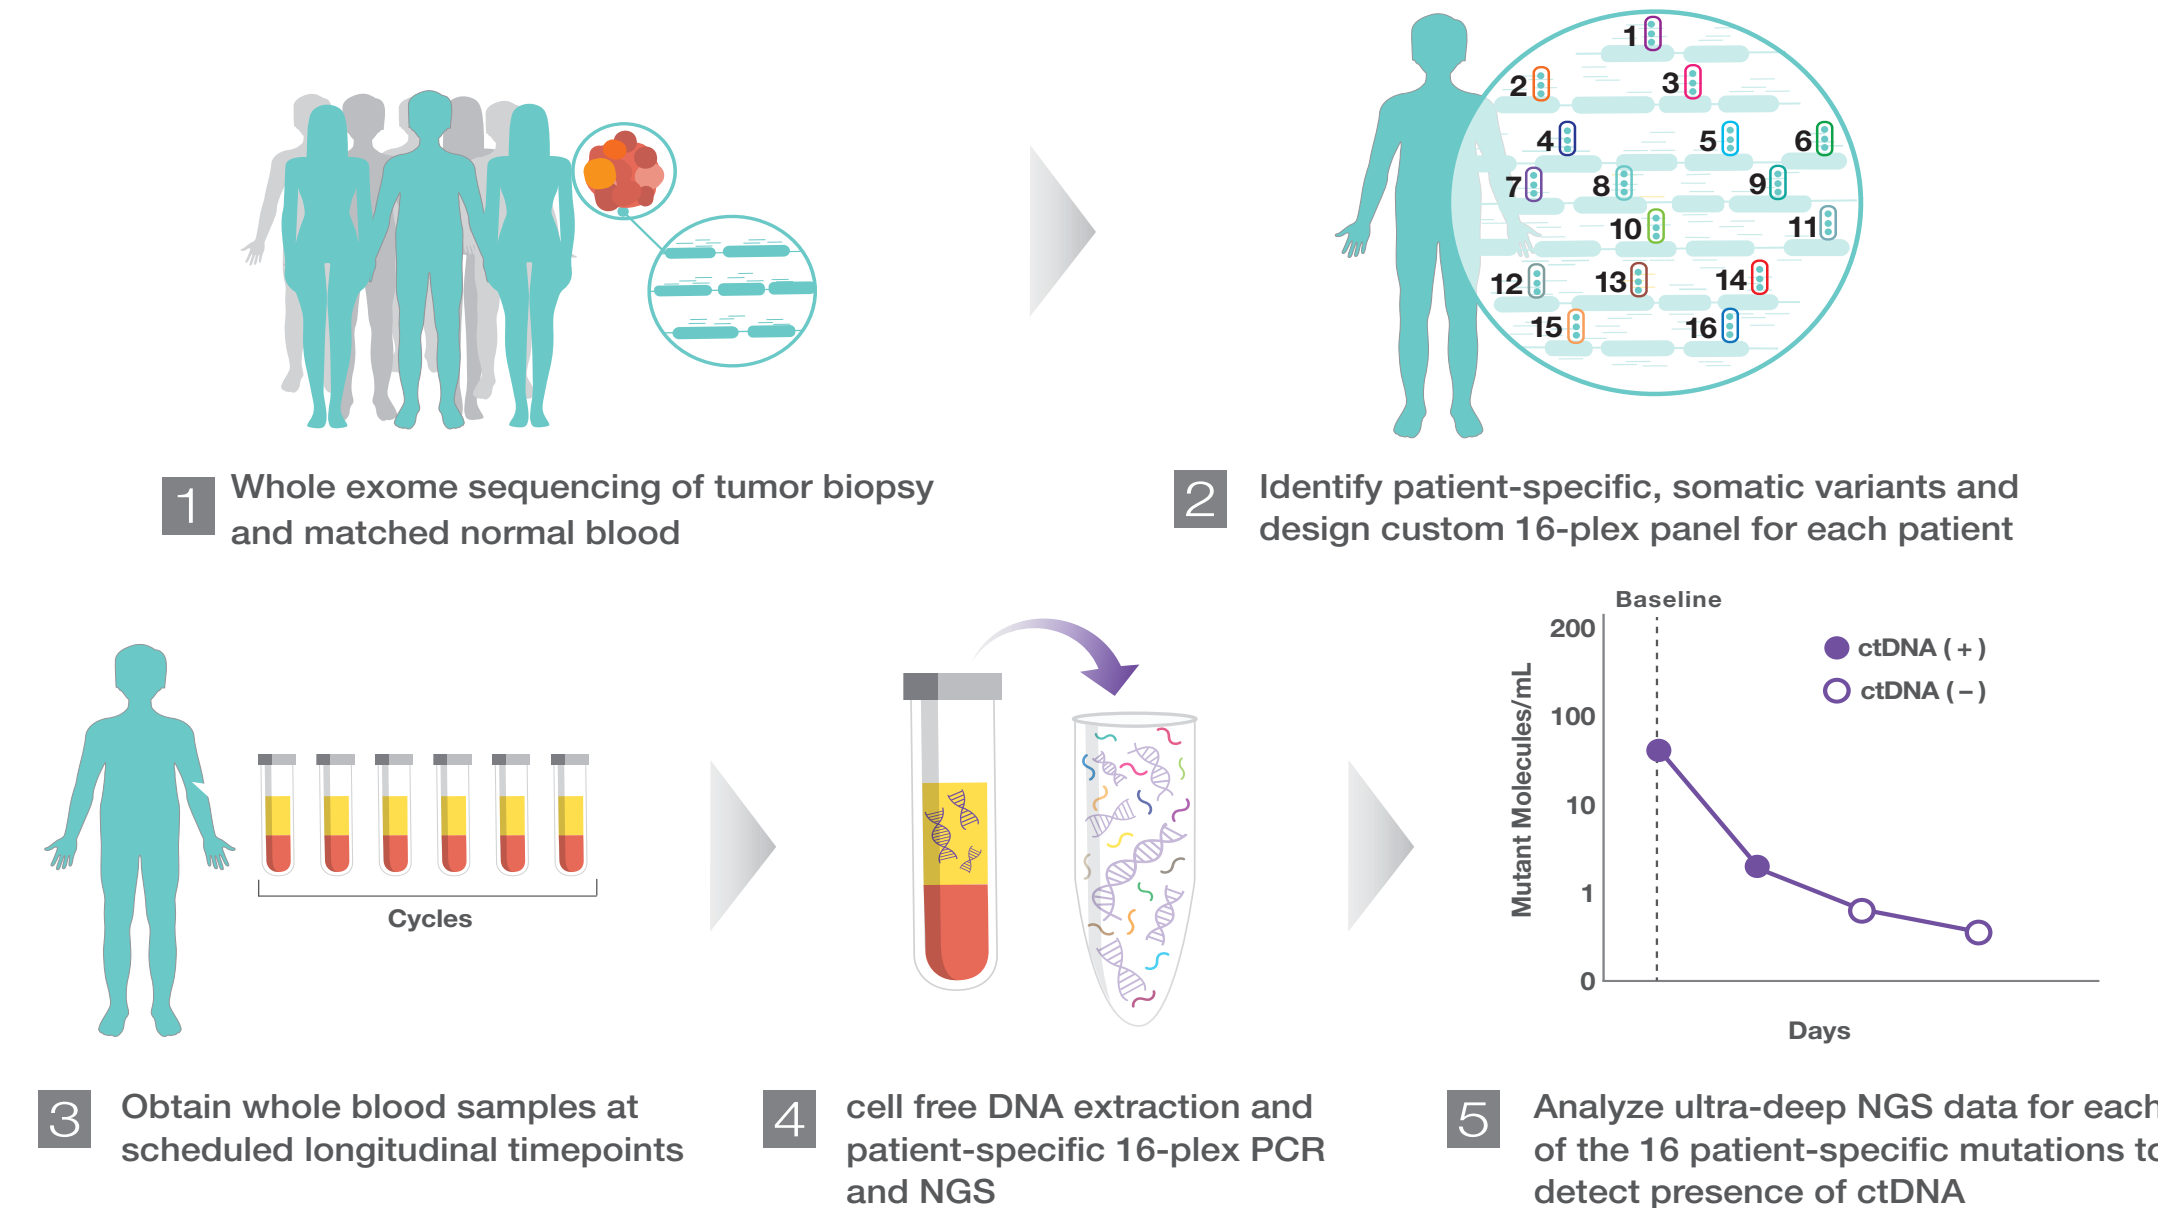 1
2
3
4
5
6
7
8
9
10
11
12
13
14
15
16
1
Whole exome sequencing of tumor biopsy
and matched normal blood
2
Identify patient-specific, somatic variants and
design custom 16-plex panel for each patient
Cycles
Baseline
200
100
10
1
0
Mutant Molecules/mL
ctDNA ( + )
ctDNA ( – )
Days
3
Obtain whole blood samples at
scheduled longitudinal timepoints
4
cell free DNA extraction and
patient-specific 16-plex PCR
and NGS
5
Analyze ultra-deep NGS data for each
of the 16 patient-specific mutations to
detect presence of ctDNA